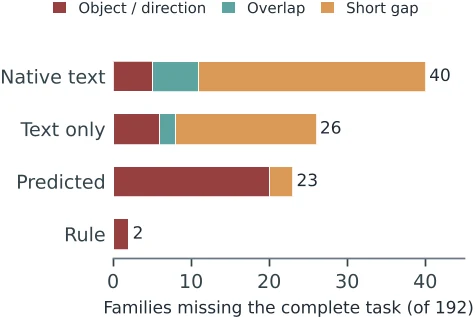 Object / direction Overlap Short gap
Native text 40
Text only 26
Predicted 23
Rule 2
0 10 20 30 40
Families missing the complete task (of 192)